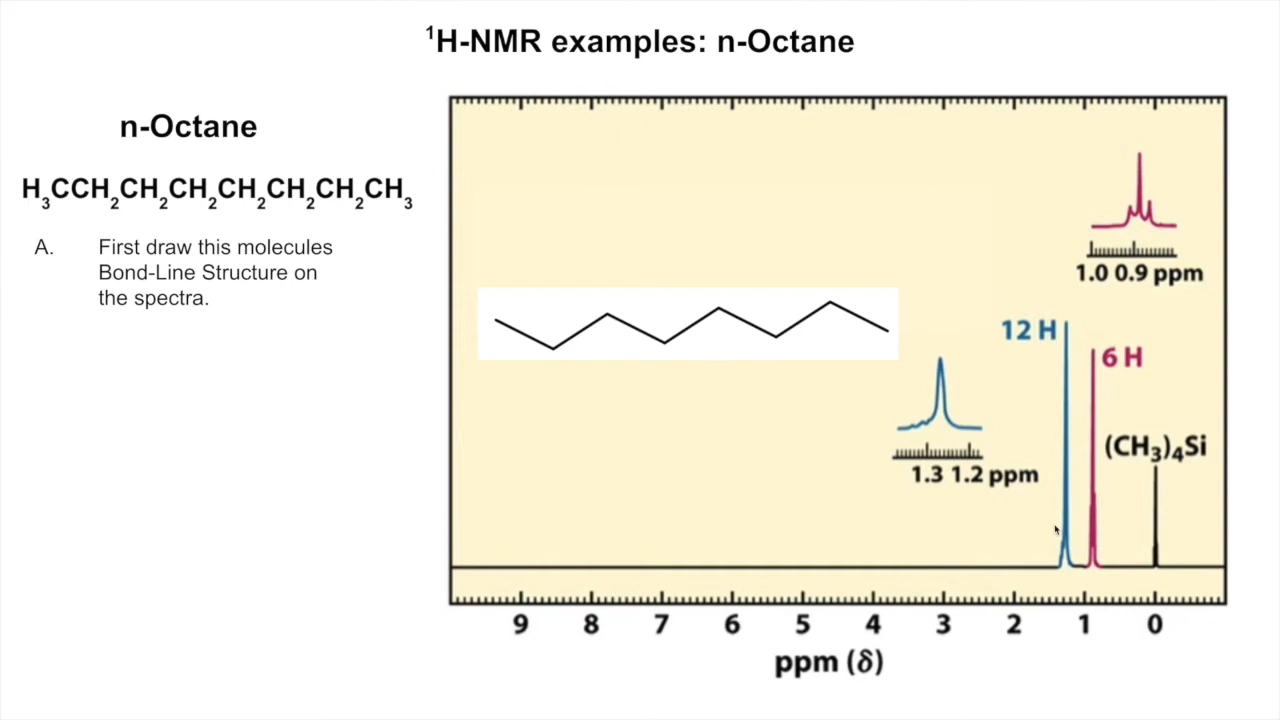 ¹H-NMR examples: n-Octane
n-Octane
H₃CCH₂CH₂CH₂CH₂CH₂CH₂CH₃
A. First draw this molecules
Bond-Line Structure on
the spectra.
1.0 0.9 ppm
12 H
6 H
(CH₃)₄Si
1.3 1.2 ppm
9 8 7 6 5 4 3 2 1 0
ppm (δ)